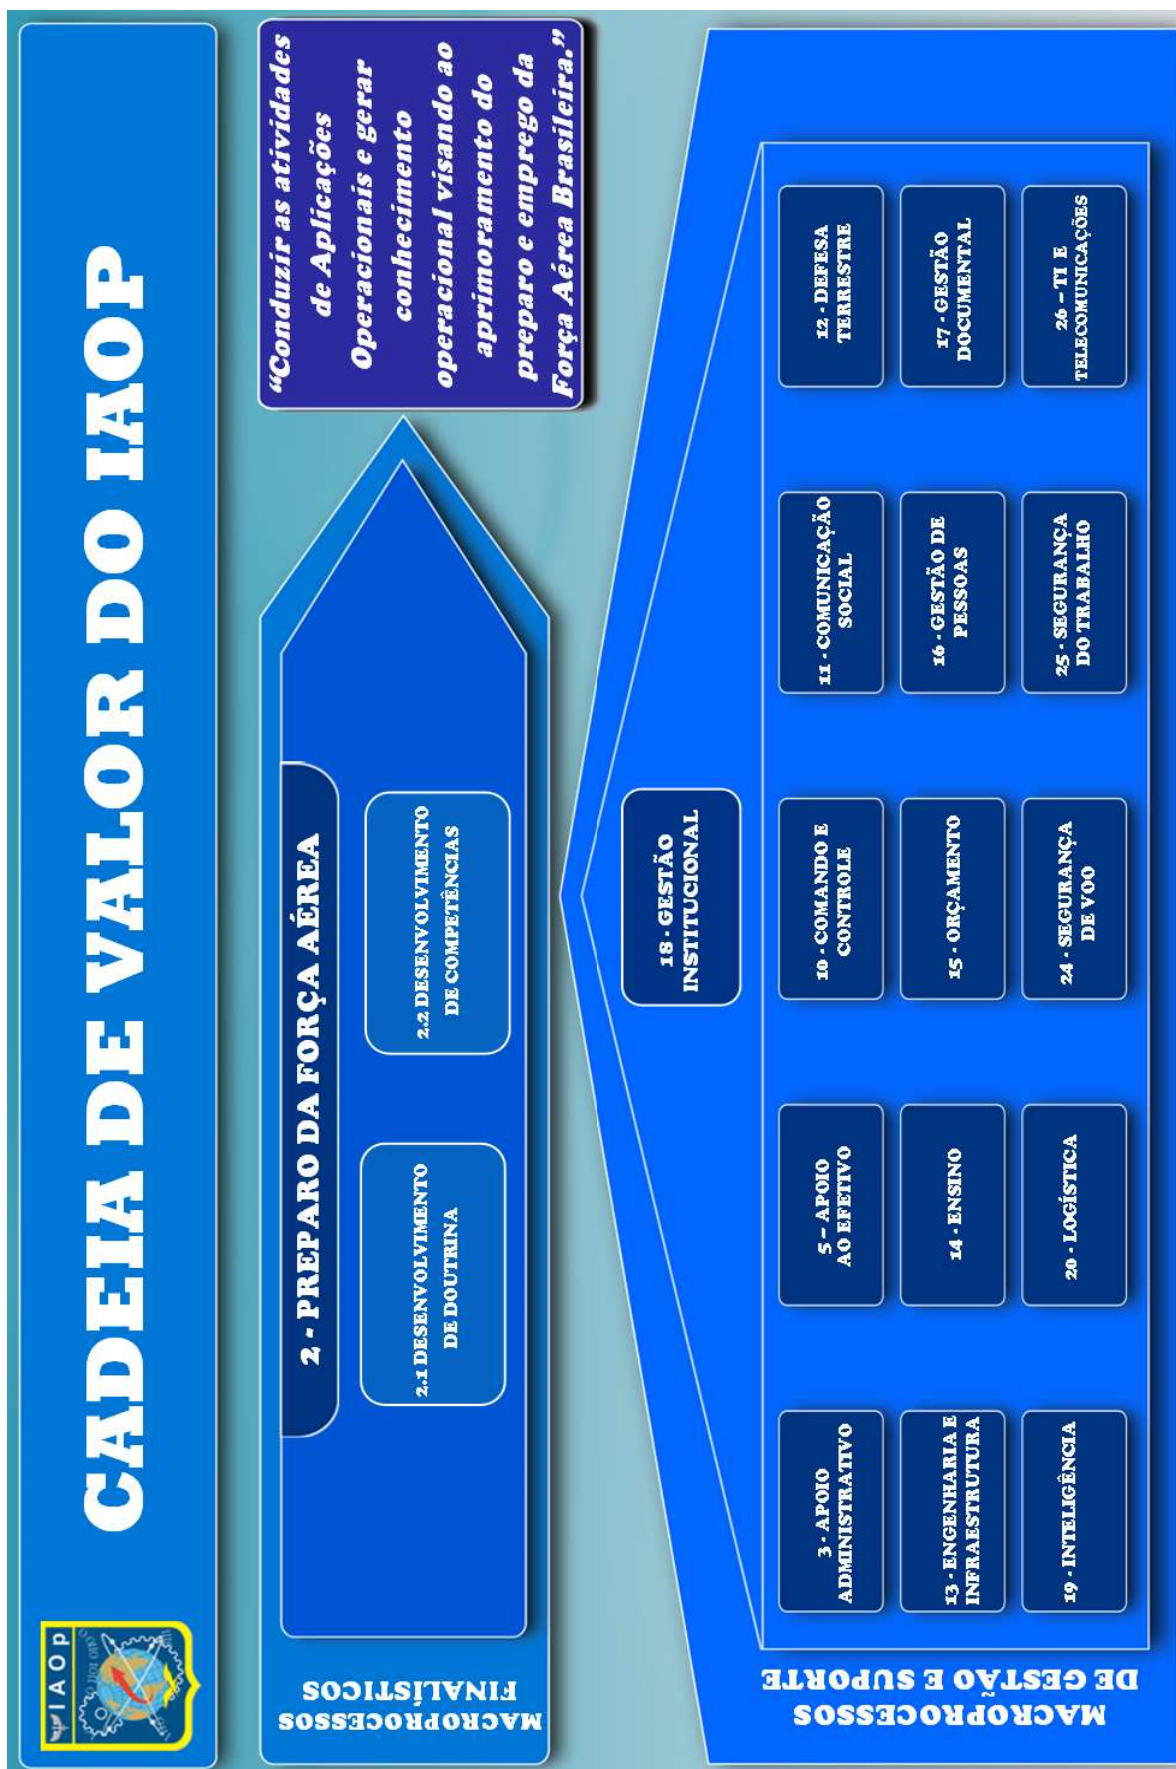 IAOp
CADEIA DE VALOR DO IAOP
MACROPROCESSOS
FINALÍSTICOS
2 - PREPARO DA FORÇA AÉREA
2.1 DESENVOLVIMENTO
DE DOUTRINA
2.2 DESENVOLVIMENTO
DE COMPETÊNCIAS
“Conduzir as atividades
de Aplicações
Operacionais e gerar
conhecimento
operacional visando ao
aprimoramento do
preparo e emprego da
Força Aérea Brasileira.”
MACROPROCESSOS
DE GESTÃO E SUPORTE
18 - GESTÃO
INSTITUCIONAL
3 - APOIO
ADMINISTRATIVO
5 – APOIO
AO EFETIVO
10 - COMANDO E
CONTROLE
11 - COMUNICAÇÃO
SOCIAL
12 - DEFESA
TERRESTRE
13 - ENGENHARIA E
INFRAESTRUTURA
14 - ENSINO
15 - ORÇAMENTO
16 - GESTÃO DE
PESSOAS
17 - GESTÃO
DOCUMENTAL
19 - INTELIGÊNCIA
20 - LOGÍSTICA
24 - SEGURANÇA
DE VOO
25 - SEGURANÇA
DO TRABALHO
26 – TI E
TELECOMUNICAÇÕES